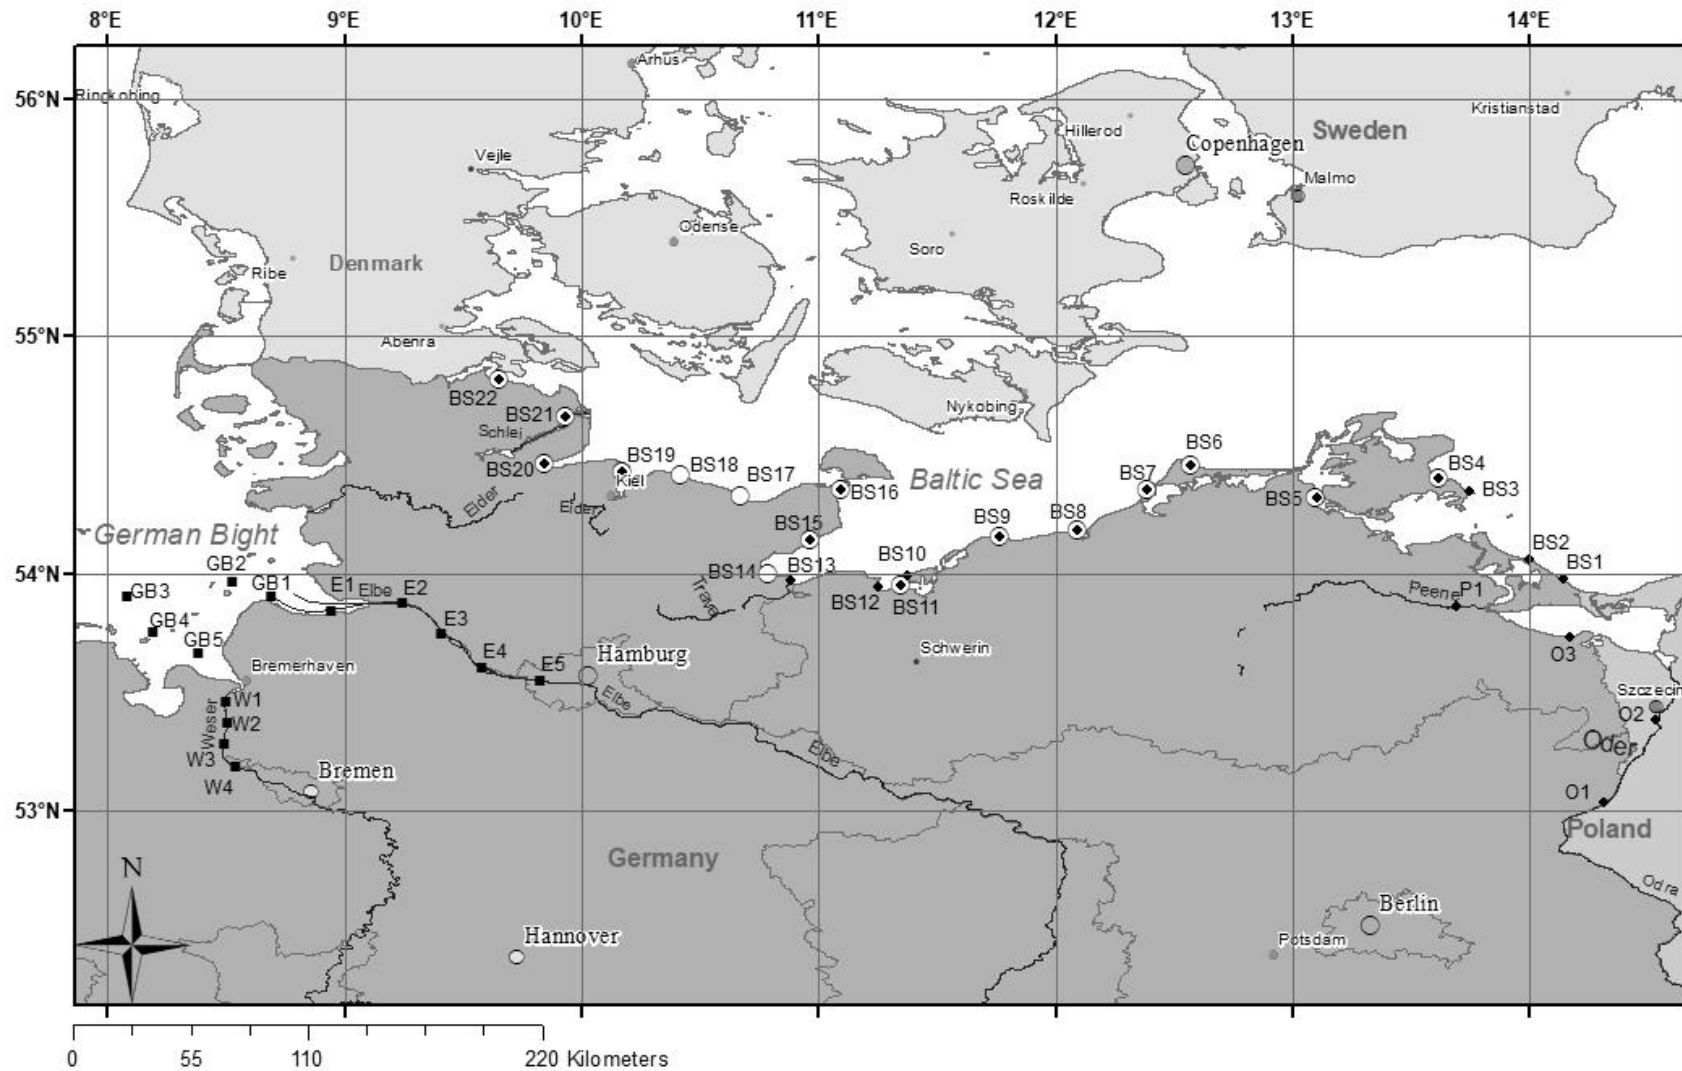 8°E 9°E 10°E 11°E 12°E 13°E 14°E
Arhus
56°N
Ringkobing
Kristianstad
Hillerod
Sweden
Copenhagen
Vejle
Malmo
Roskilde
Odense
Soro
Denmark
Ribe
55°N
Abenra
BS22
BS21
Nykobing
Schlei
BS6
BS19
BS18
BS17
BS20
Kiel
Baltic Sea
BS7
BS4
BS16
BS3
BS5
Eider
Eider
BS15
BS9
BS8
German Bight
BS2
54°N
BS10
BS14
BS13
BS1
GB2
GB1
E1
Elbe
E2
GB3
Trave
BS12
BS11
Peene
P1
GB4
E3
GB5
Schwerin
O3
E4
Hamburg
Bremerhaven
E5
Szczecin
W1
Elbe
O2
Weser
W2
Oder
W3
Elbe
W4
Bremen
O1
53°N
Poland
Germany
N
Odra
Berlin
Hannover
Potsdam
0 55 110 220 Kilometers